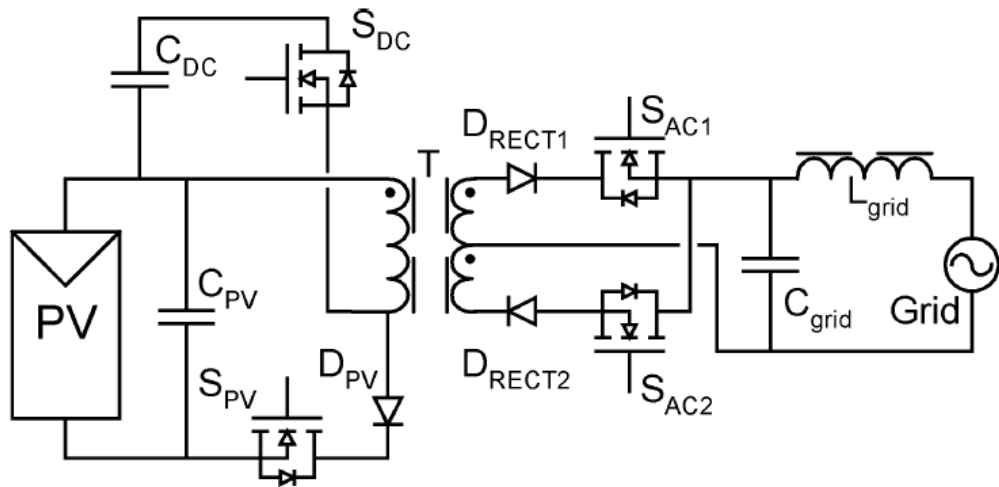 S_DC
C_DC
D_RECT1
S_AC1
T
L_grid
C_PV
PV
C_grid
Grid
D_PV
S_PV
D_RECT2
S_AC2